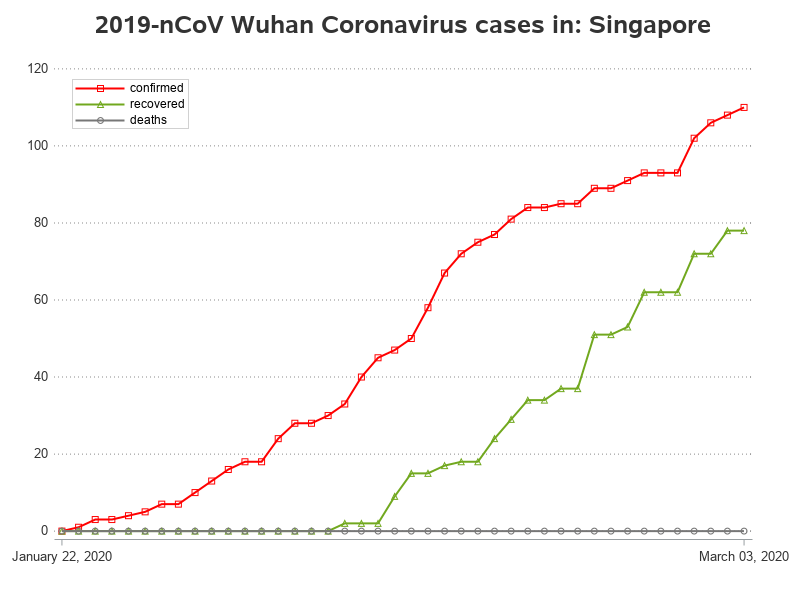 2019-nCoV Wuhan Coronavirus cases in: Singapore
120
confirmed
recovered
deaths
100
80
60
40
20
0
January 22, 2020
March 03, 2020